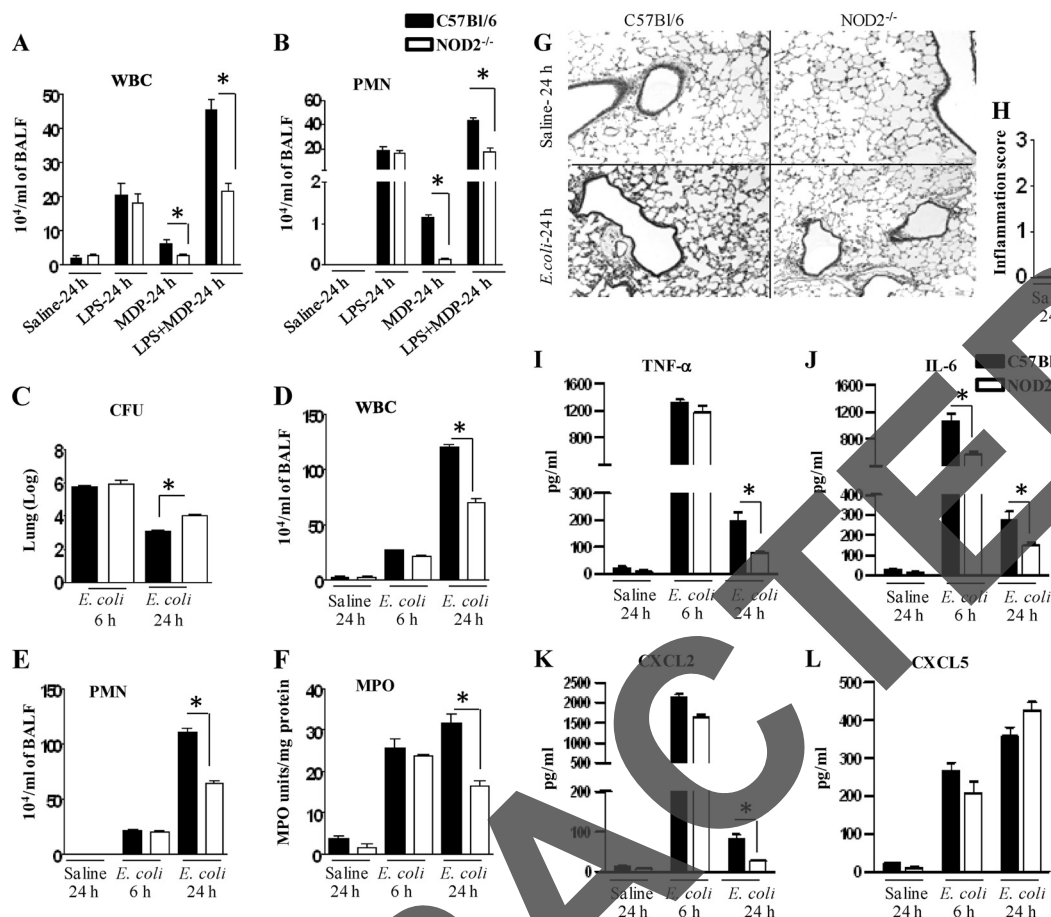 C57Bl/6
NOD2-/-
A
WBC
10⁴/ml of BALF
50
40
30
20
10
0
*
*
Saline-24 h
LPS-24 h
MDP-24 h
LPS+MDP-24 h
B
PMN
10⁴/ml of BALF
60
40
20
2
1
0
*
*
Saline-24 h
LPS-24 h
MDP-24 h
LPS+MDP-24 h
G
C57Bl/6
NOD2-/-
Saline- 24 h
E.coli-24 h
H
Inflammation score
3
2
1
0
C
CFU
Lung (Log)
8
6
4
2
0
*
E. coli
6 h
E. coli
24 h
D
WBC
10⁴/ml of BALF
150
100
50
0
*
Saline
24 h
E. coli
6 h
E. coli
24 h
I
TNF-α
pg/ml
1600
1200
800
400
300
200
100
0
*
Saline
24 h
E. coli
6 h
E. coli
24 h
J
IL-6
pg/ml
1600
1200
800
400
300
200
100
0
*
*
Saline
24 h
E. coli
6 h
E. coli
24 h
E
PMN
10⁴/ml of BALF
150
100
50
0
*
Saline
24 h
E. coli
6 h
E. coli
24 h
F
MPO
MPO units/mg protein
40
30
20
10
0
*
Saline
24 h
E. coli
6 h
E. coli
24 h
K
CXCL2
pg/ml
2500
2000
1500
1000
500
200
100
0
*
Saline
24 h
E. coli
6 h
E. coli
24 h
L
CXCL5
pg/ml
500
400
300
200
100
0
Saline
24 h
E. coli
6 h
E. coli
24 h